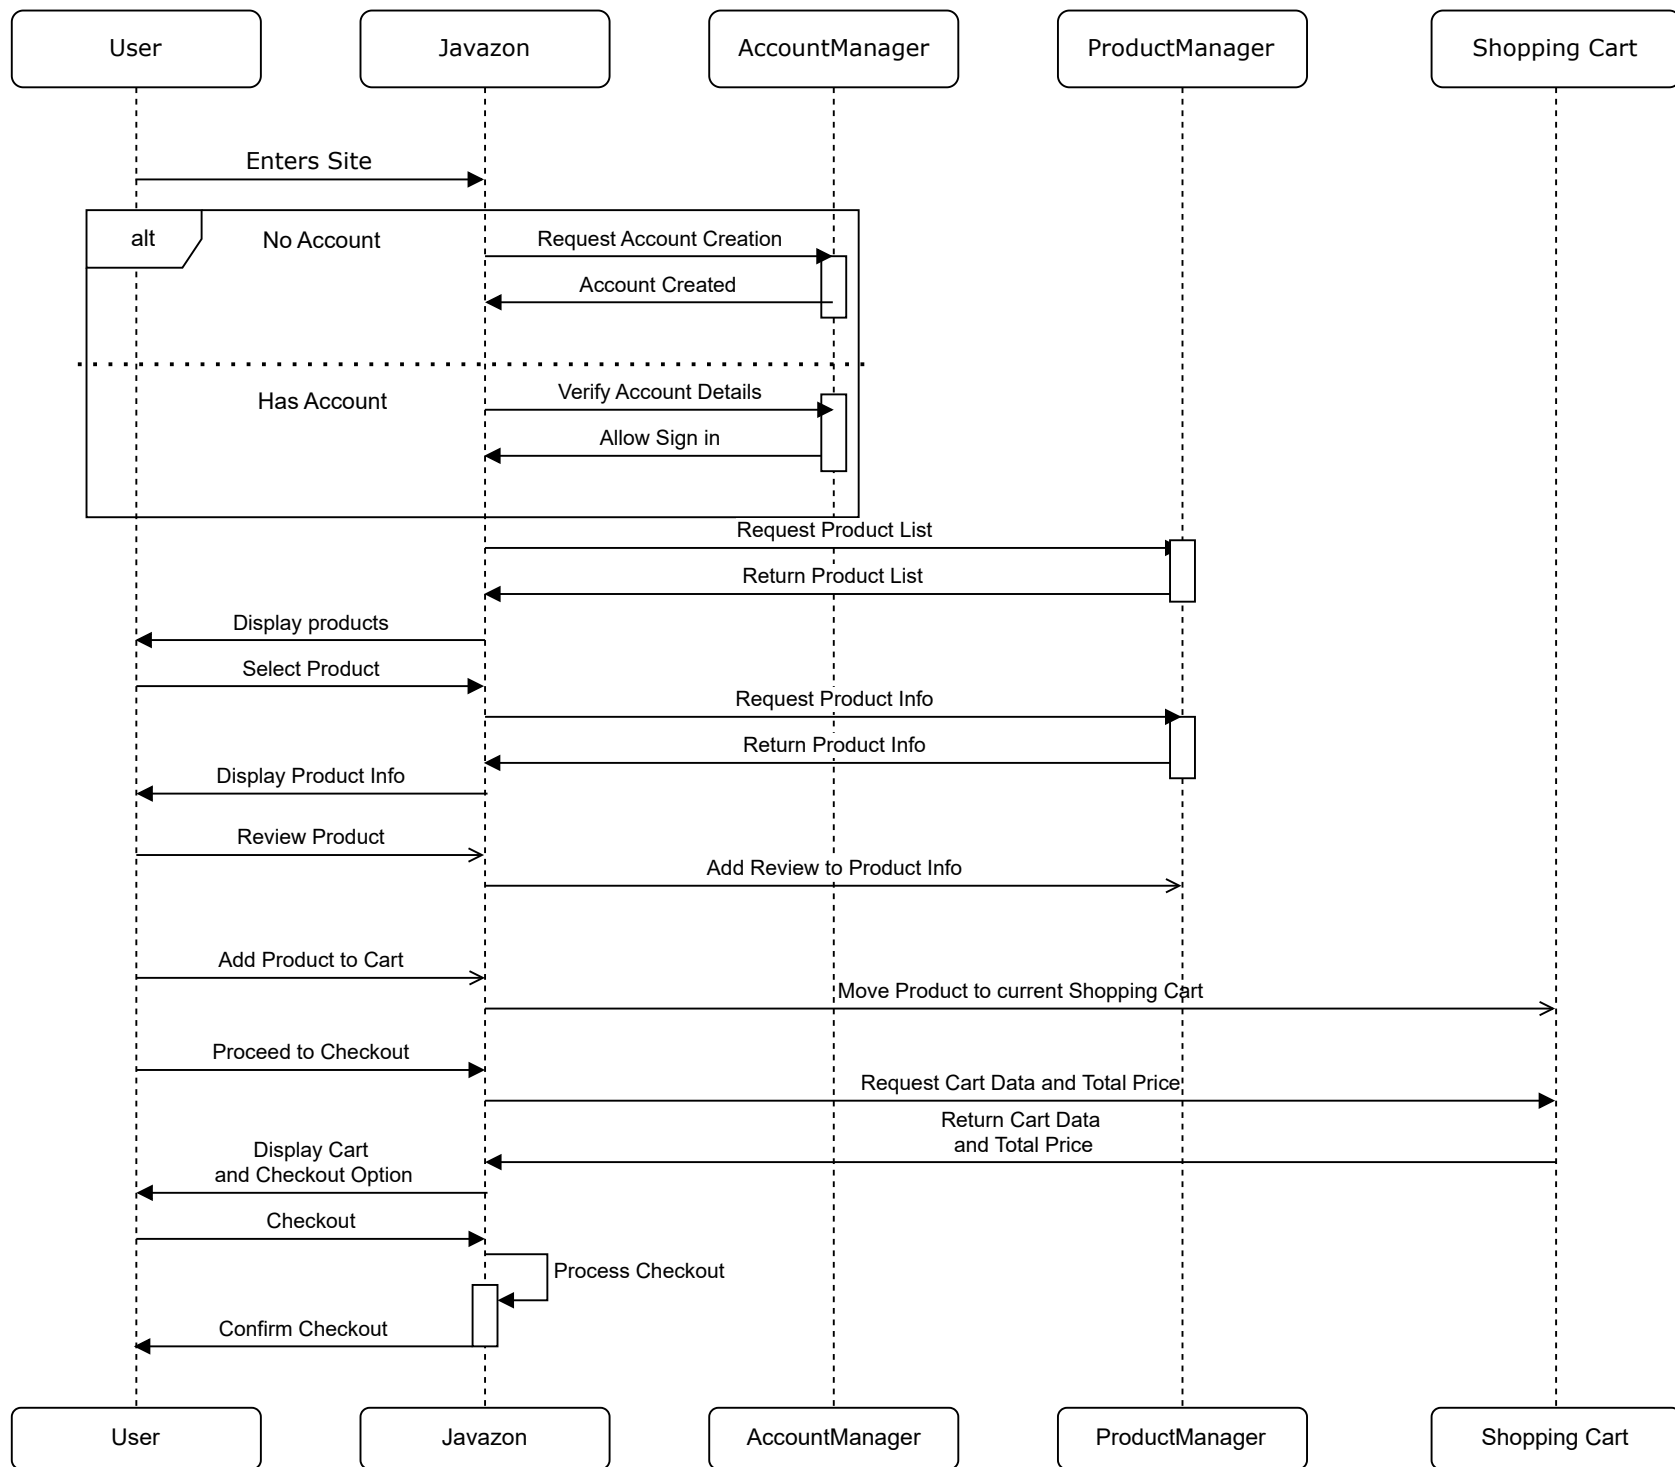 User
Javazon
AccountManager
ProductManager
Shopping Cart
Enters Site
alt
No Account
Request Account Creation
Account Created
Has Account
Verify Account Details
Allow Sign in
Request Product List
Return Product List
Display products
Select Product
Request Product Info
Return Product Info
Display Product Info
Review Product
Add Review to Product Info
Add Product to Cart
Move Product to current Shopping Cart
Proceed to Checkout
Request Cart Data and Total Price
Return Cart Data
and Total Price
Display Cart
and Checkout Option
Checkout
Process Checkout
Confirm Checkout
User
Javazon
AccountManager
ProductManager
Shopping Cart